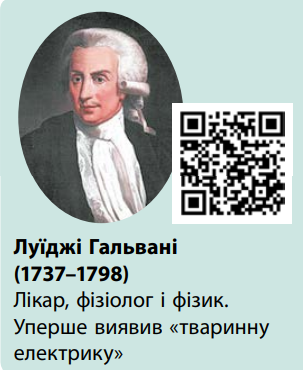 Луїджі Гальвані
(1737–1798)
Лікар, фізіолог і фізик.
Уперше виявив «тваринну
електрику»